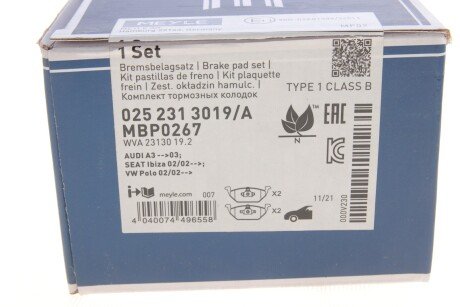 MEYLE
1 Set
Bremsbelagsatz | Brake pad set |
Kit pastillas de freno | Kit plaquette
frein | Zest. okładzin hamulc. |
Комплект тормозных колодок
TYPE 1 CLASS B
025 231 3019/A
MBP0267
WVA 23130 19.2
N
EAC
AUDI A3 -->03;
SEAT Ibiza 02/02-->;
VW Polo 02/02-->
meyle.com
007
X2
X2
11/21
000V230
4 040074 496558